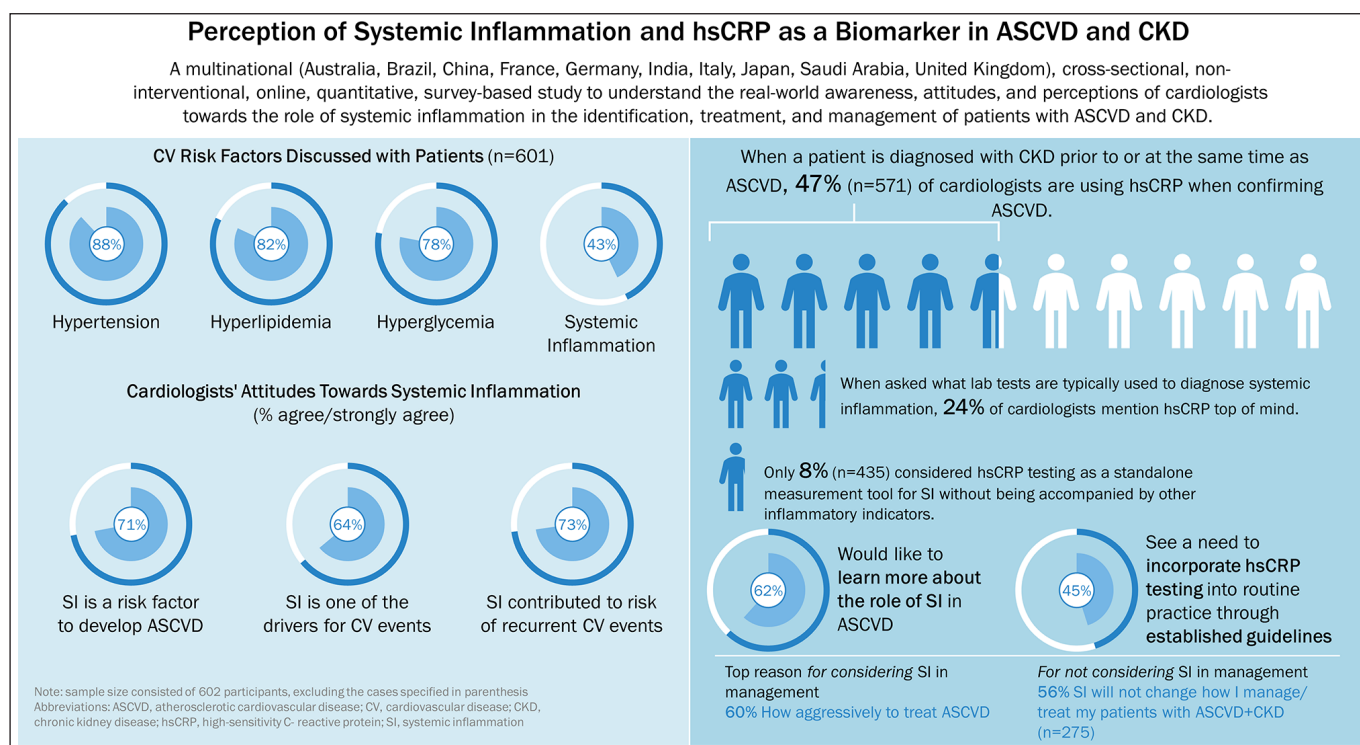 Perception of Systemic Inflammation and hsCRP as a Biomarker in ASCVD and CKD
A multinational (Australia, Brazil, China, France, Germany, India, Italy, Japan, Saudi Arabia, United Kingdom), cross-sectional, non-
interventional, online, quantitative, survey-based study to understand the real-world awareness, attitudes, and perceptions of cardiologists
towards the role of systemic inflammation in the identification, treatment, and management of patients with ASCVD and CKD.
CV Risk Factors Discussed with Patients (n=601)
88%
82%
78%
43%
Hypertension
Hyperlipidemia
Hyperglycemia
Systemic
Inflammation
Cardiologists' Attitudes Towards Systemic Inflammation
(% agree/strongly agree)
71%
64%
73%
SI is a risk factor
to develop ASCVD
SI is one of the
drivers for CV events
SI contributed to risk
of recurrent CV events
Note: sample size consisted of 602 participants, excluding the cases specified in parenthesis
Abbreviations: ASCVD, atherosclerotic cardiovascular disease; CV, cardiovascular disease; CKD,
chronic kidney disease; hsCRP, high-sensitivity C- reactive protein; SI, systemic inflammation
When a patient is diagnosed with CKD prior to or at the same time as
ASCVD, 47% (n=571) of cardiologists are using hsCRP when confirming
ASCVD.
When asked what lab tests are typically used to diagnose systemic
inflammation, 24% of cardiologists mention hsCRP top of mind.
Only 8% (n=435) considered hsCRP testing as a standalone
measurement tool for SI without being accompanied by other
inflammatory indicators.
62%
Would like to
learn more about
the role of SI in
ASCVD
45%
See a need to
incorporate hsCRP
testing into routine
practice through
established guidelines
Top reason for considering SI in
management
60% How aggressively to treat ASCVD
For not considering SI in management
56% SI will not change how I manage/
treat my patients with ASCVD+CKD
(n=275)